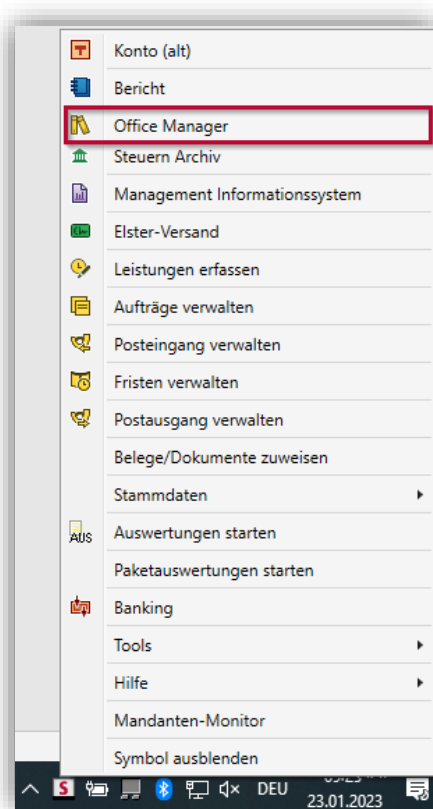 Konto (alt)
Bericht
Office Manager
Steuern Archiv
Management Informationssystem
Elster-Versand
Leistungen erfassen
Aufträge verwalten
Posteingang verwalten
Fristen verwalten
Postausgang verwalten
Belege/Dokumente zuweisen
Stammdaten
AUS Auswertungen starten
Paketauswertungen starten
Banking
Tools
Hilfe
Mandanten-Monitor
Symbol ausblenden
S DEU
23.01.2023